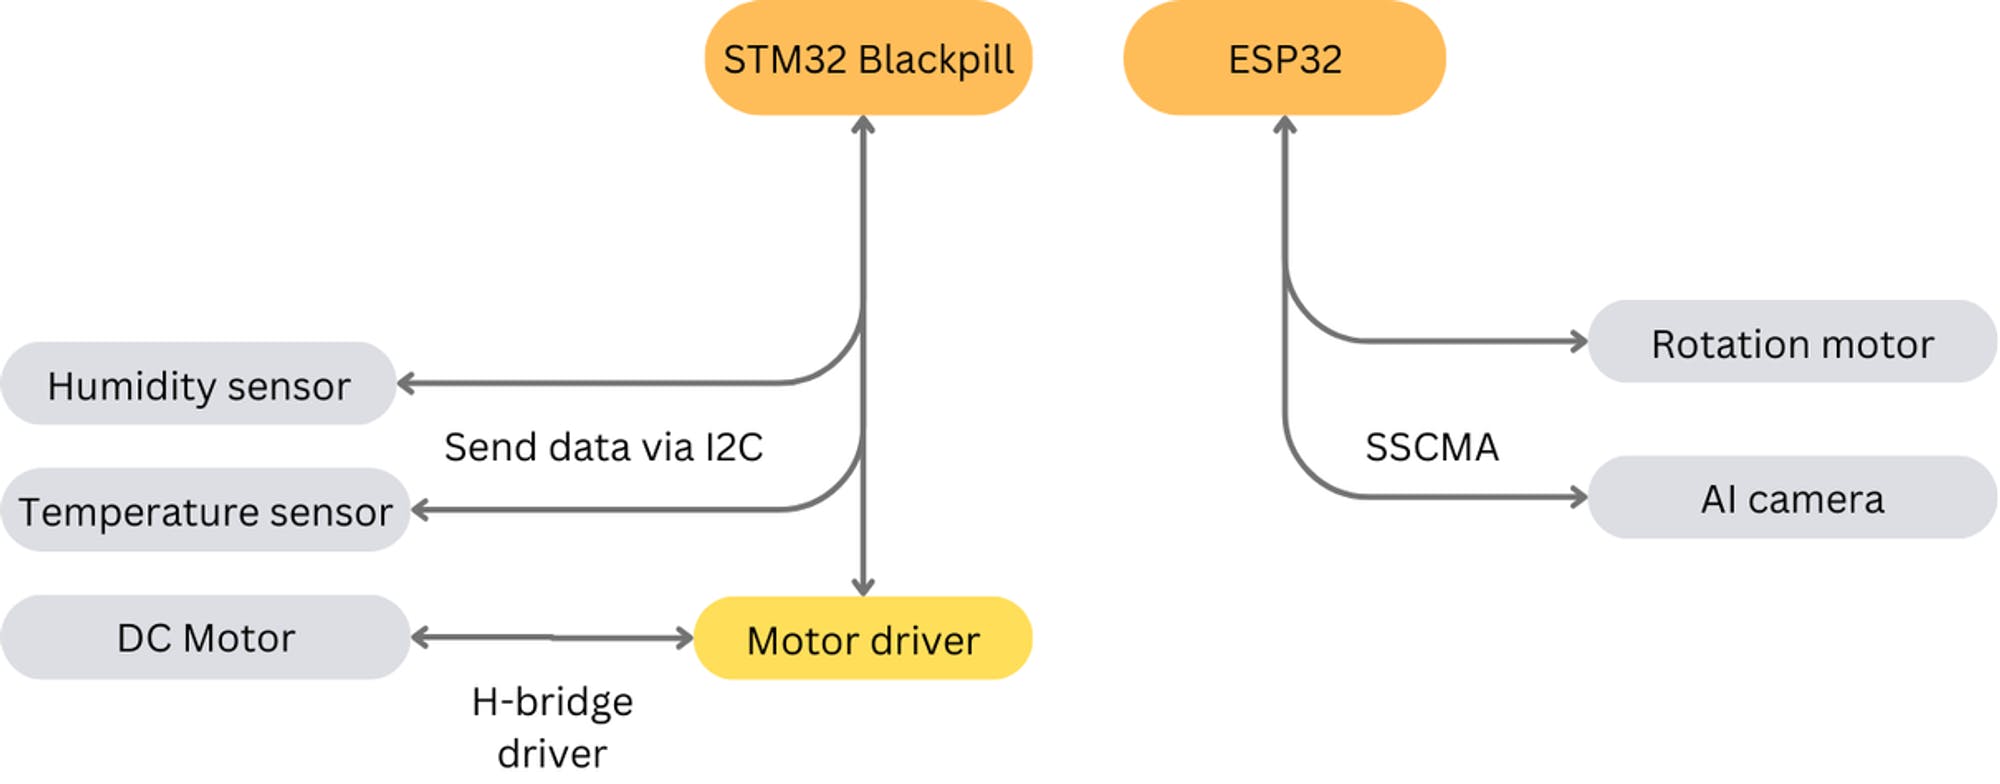 STM32 Blackpill
ESP32
Rotation motor
Humidity sensor
Send data via I2C
SSCMA
AI camera
Temperature sensor
DC Motor
Motor driver
H-bridge
driver